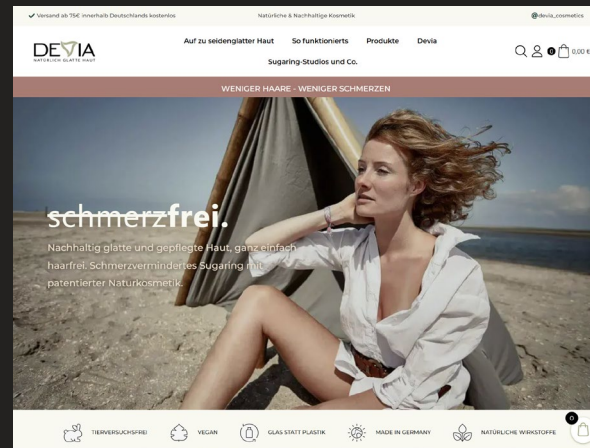 Versand ab 75€ innerhalb Deutschlands kostenlos
Natürliche & Nachhaltige Kosmetik
@devia_cosmetics
DEVIA
NATÜRLICH GLATTE HAUT
Auf zu seidenglatter Haut So funktionierts Produkte Devia
Sugaring-Studios und Co.
0 0,00 €
WENIGER HAARE - WENIGER SCHMERZEN
schmerzfrei.
Nachhaltig glatte und gepflegte Haut, ganz einfach
haarfrei. Schmerzvermindertes Sugaring mit
patentierter Naturkosmetik.
0
TIERVERSUCHSFREI VEGAN GLAS STATT PLASTIK MADE IN GERMANY NATÜRLICHE WIRKSTOFFE